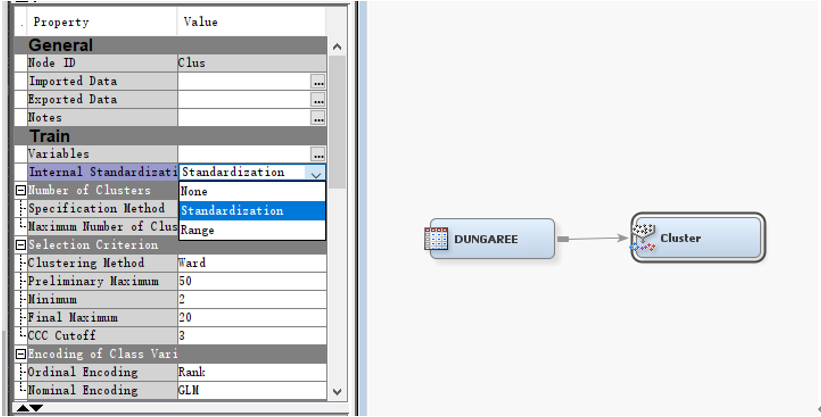 . Property Value
General
Node ID Clus
Imported Data ...
Exported Data ...
Notes ...
Train
Variables ...
Internal Standardizati Standardization
Number of Clusters
None
Specification Method
Standardization
Maximum Number of Clus
Range
Selection Criterion
Clustering Method Ward
Preliminary Maximum 50
Minimum 2
Final Maximum 20
CCC Cutoff 3
Encoding of Class Vari
Ordinal Encoding Rank
Nominal Encoding GLM
DUNGAREE
Cluster